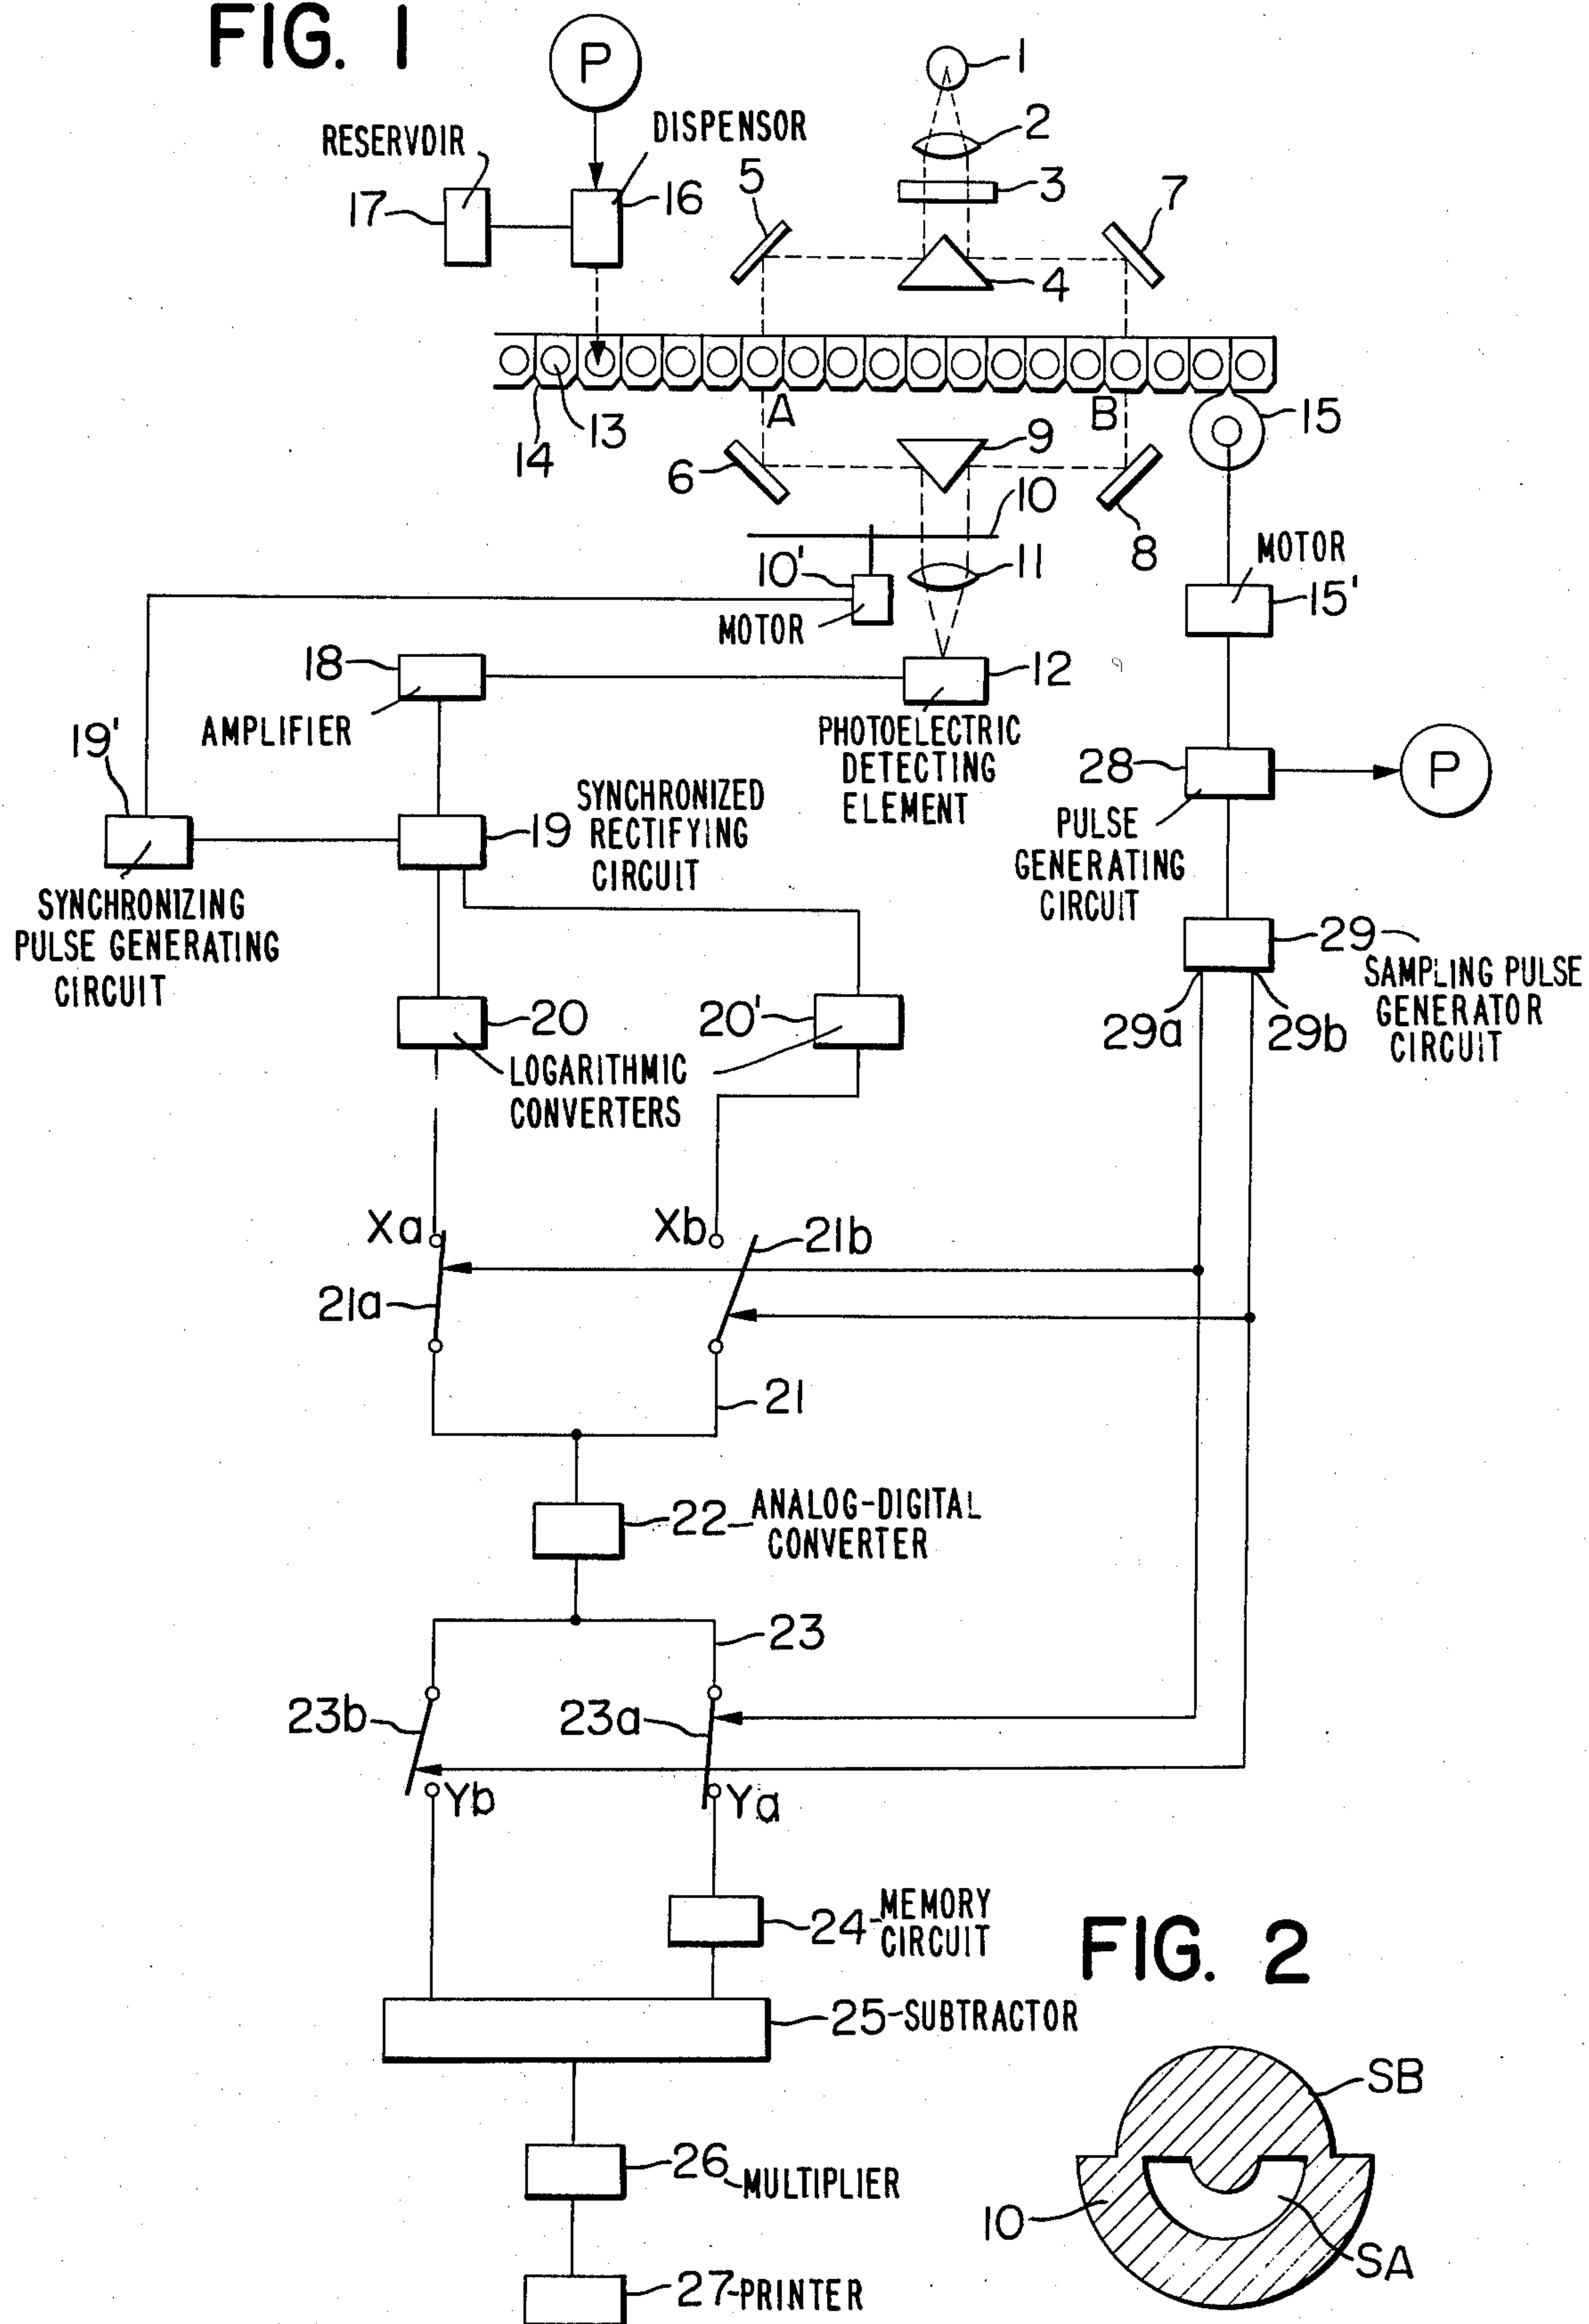 FIG. 1
P
1
2
RESERVOIR
DISPENSOR
5
3
7
17
16
4
A
B
15
13
14
9
6
10
8
10'
11
MOTOR
15'
MOTOR
18
12
AMPLIFIER
PHOTOELECTRIC
DETECTING
ELEMENT
19'
28
P
SYNCHRONIZED
RECTIFYING
CIRCUIT
19
PULSE
GENERATING
CIRCUIT
SYNCHRONIZING
PULSE GENERATING
CIRCUIT
29
SAMPLING PULSE
GENERATOR
CIRCUIT
20
20'
29a
29b
LOGARITHMIC
CONVERTERS
Xa
Xb
21b
21a
21
22
ANALOG-DIGITAL
CONVERTER
23
23b
23a
Yb
Ya
24-MEMORY
CIRCUIT
FIG. 2
25-SUBTRACTOR
SB
26
MULTIPLIER
10
SA
27-PRINTER